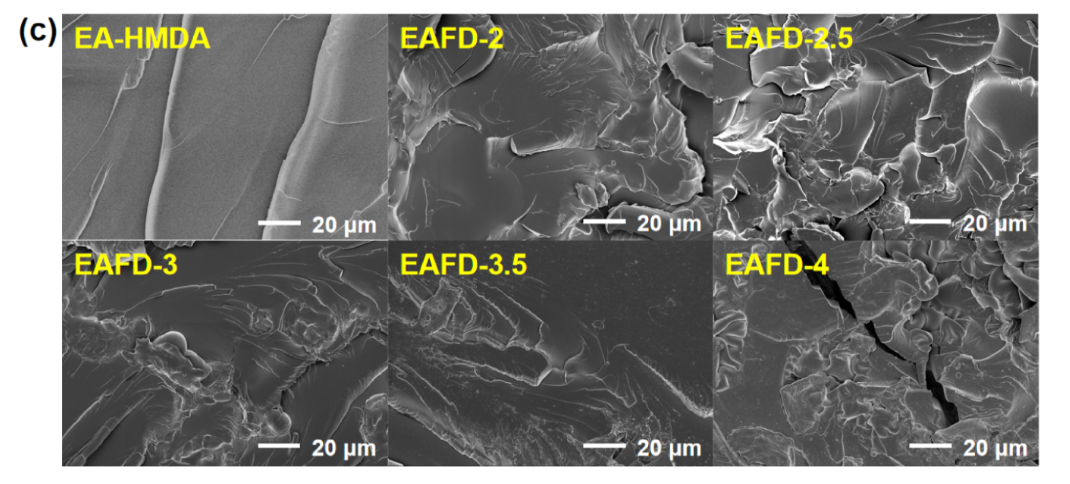 (c)
EA-HMDA
EAFD-2
EAFD-2.5
20 μm
20 μm
20 μm
EAFD-3
EAFD-3.5
EAFD-4
20 μm
20 μm
20 μm